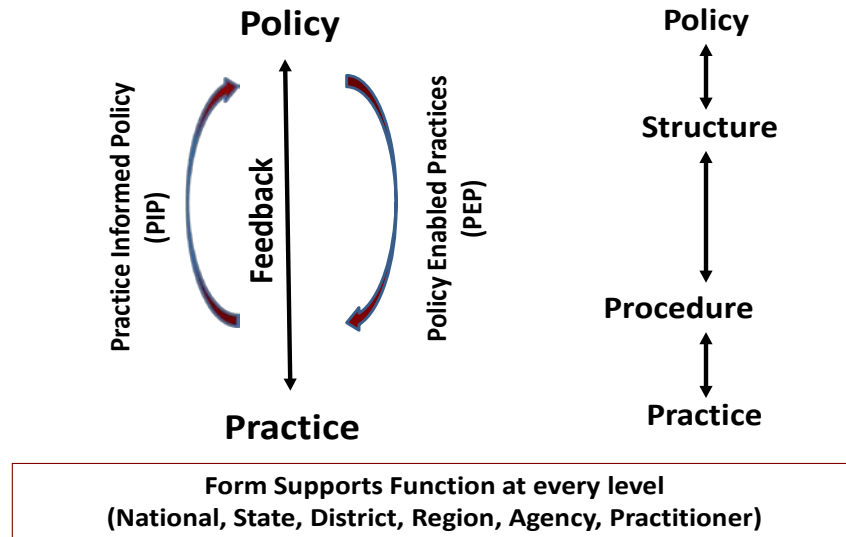 Policy
Practice Informed Policy
(PIP)
Feedback
Policy Enabled Practices
(PEP)
Practice
Policy
Structure
Procedure
Practice
Form Supports Function at every level
(National, State, District, Region, Agency, Practitioner)